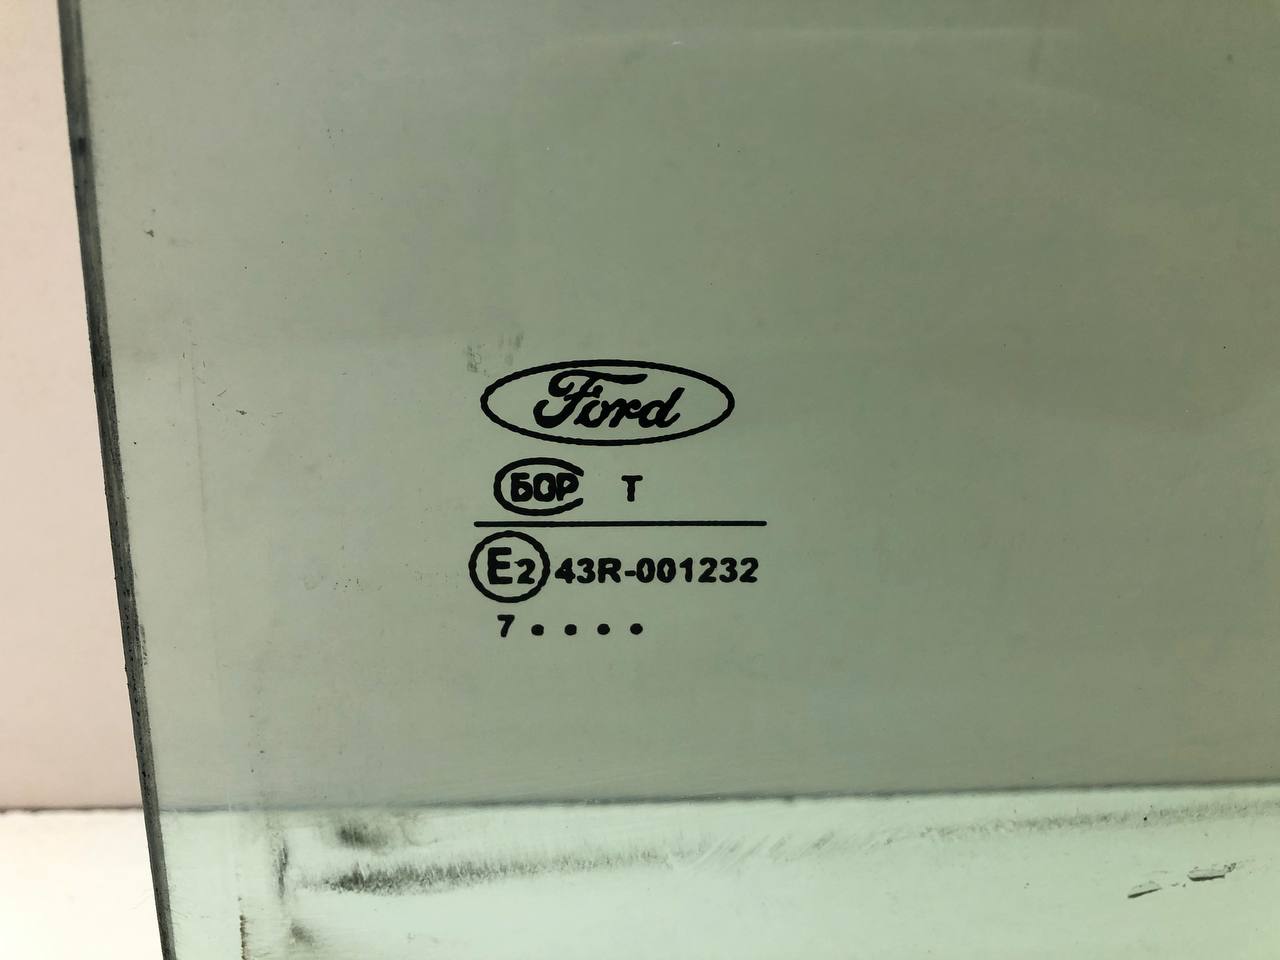 Ford
БОР T
E2 43R-001232
7 . . . .